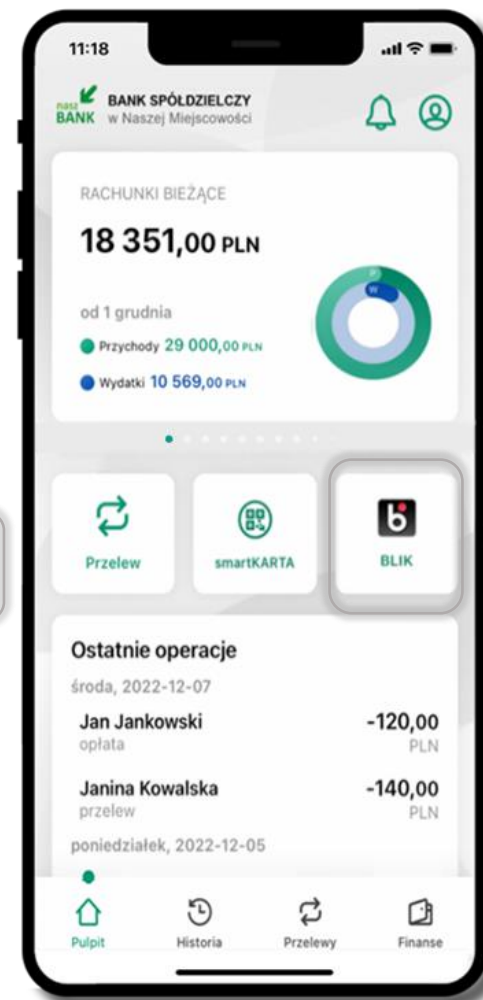 11:18
nasz BANK
BANK SPÓŁDZIELCZY
w Naszej Miejscowości
RACHUNKI BIEŻĄCE
18 351,00 PLN
od 1 grudnia
Przychody 29 000,00 PLN
Wydatki 10 569,00 PLN
P
W
Przelew
smartKARTA
b
BLIK
Ostatnie operacje
środa, 2022-12-07
Jan Jankowski -120,00
opłata PLN
Janina Kowalska -140,00
przelew PLN
poniedziałek, 2022-12-05
Pulpit Historia Przelewy Finanse